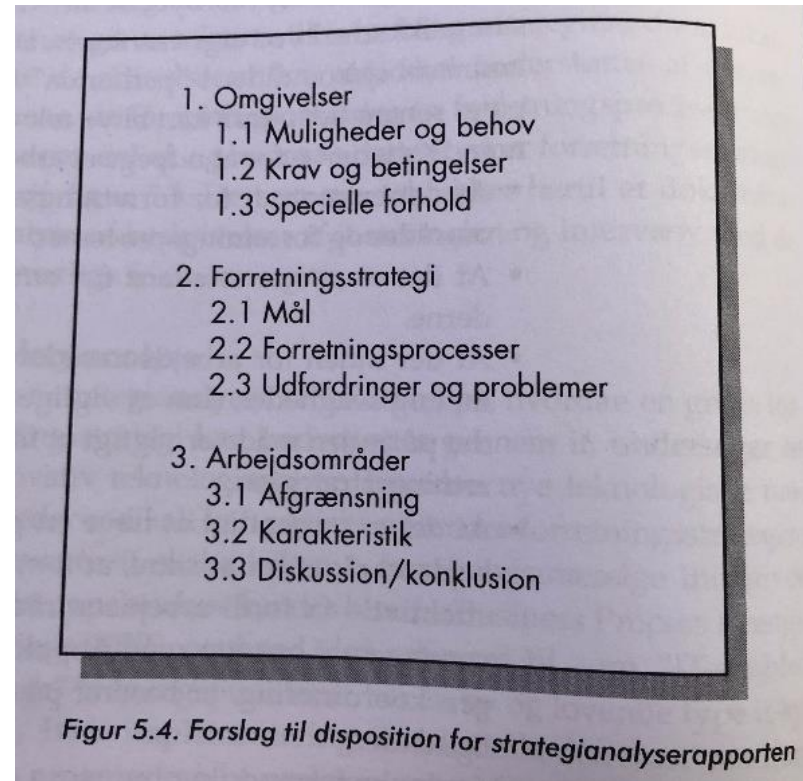 1. Omgivelser
1.1 Muligheder og behov
1.2 Krav og betingelser
1.3 Specielle forhold
2. Forretningsstrategi
2.1 Mål
2.2 Forretningsprocesser
2.3 Udfordringer og problemer
3. Arbejdsområder
3.1 Afgrænsning
3.2 Karakteristik
3.3 Diskussion/konklusion
Figur 5.4. Forslag til disposition for strategianalyserapporten